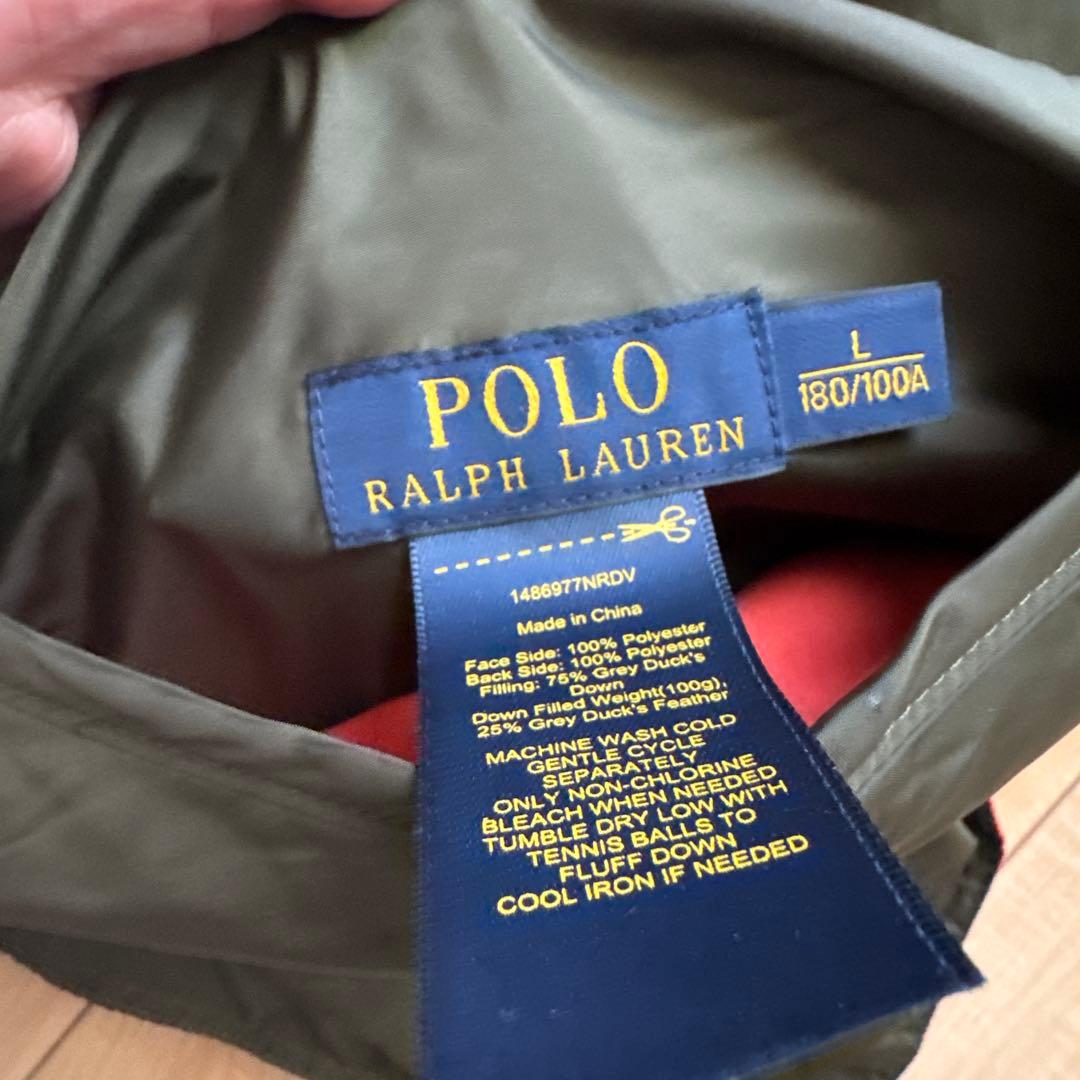 POLO
RALPH LAUREN
L
180/100A
1486977NRDV
Made in China
Face Side: 100% Polyester
Back Side: 100% Polyester
Filling: 75% Grey Duck's
Down
Down Filled Weight(100g),
25% Grey Duck's Feather
MACHINE WASH COLD
GENTLE CYCLE
SEPARATELY
ONLY NON-CHLORINE
BLEACH WHEN NEEDED
TUMBLE DRY LOW WITH
TENNIS BALLS TO
FLUFF DOWN
COOL IRON IF NEEDED